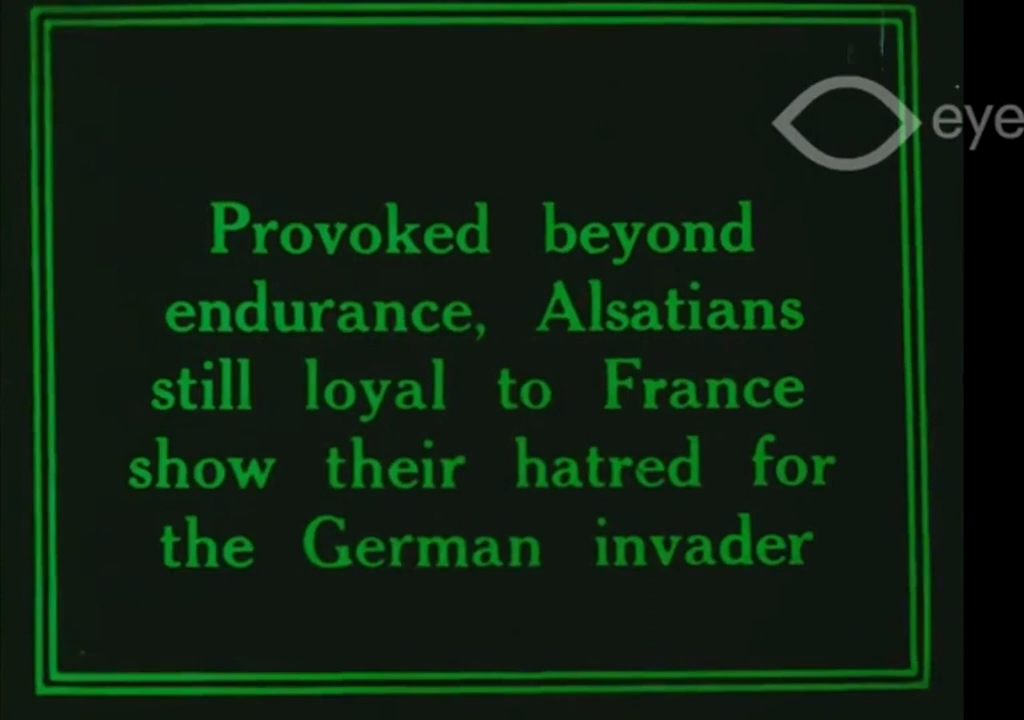 eye
Provoked beyond
endurance, Alsatians
still loyal to France
show their hatred for
the German invader